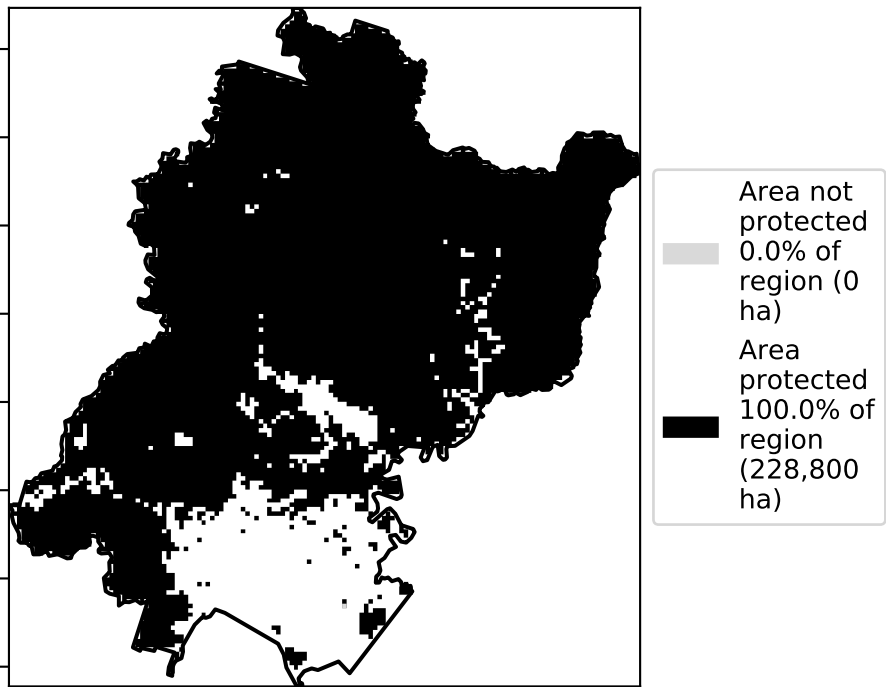 Area not
protected
0.0% of
region (0
ha)
Area
protected
100.0% of
region
(228,800
ha)